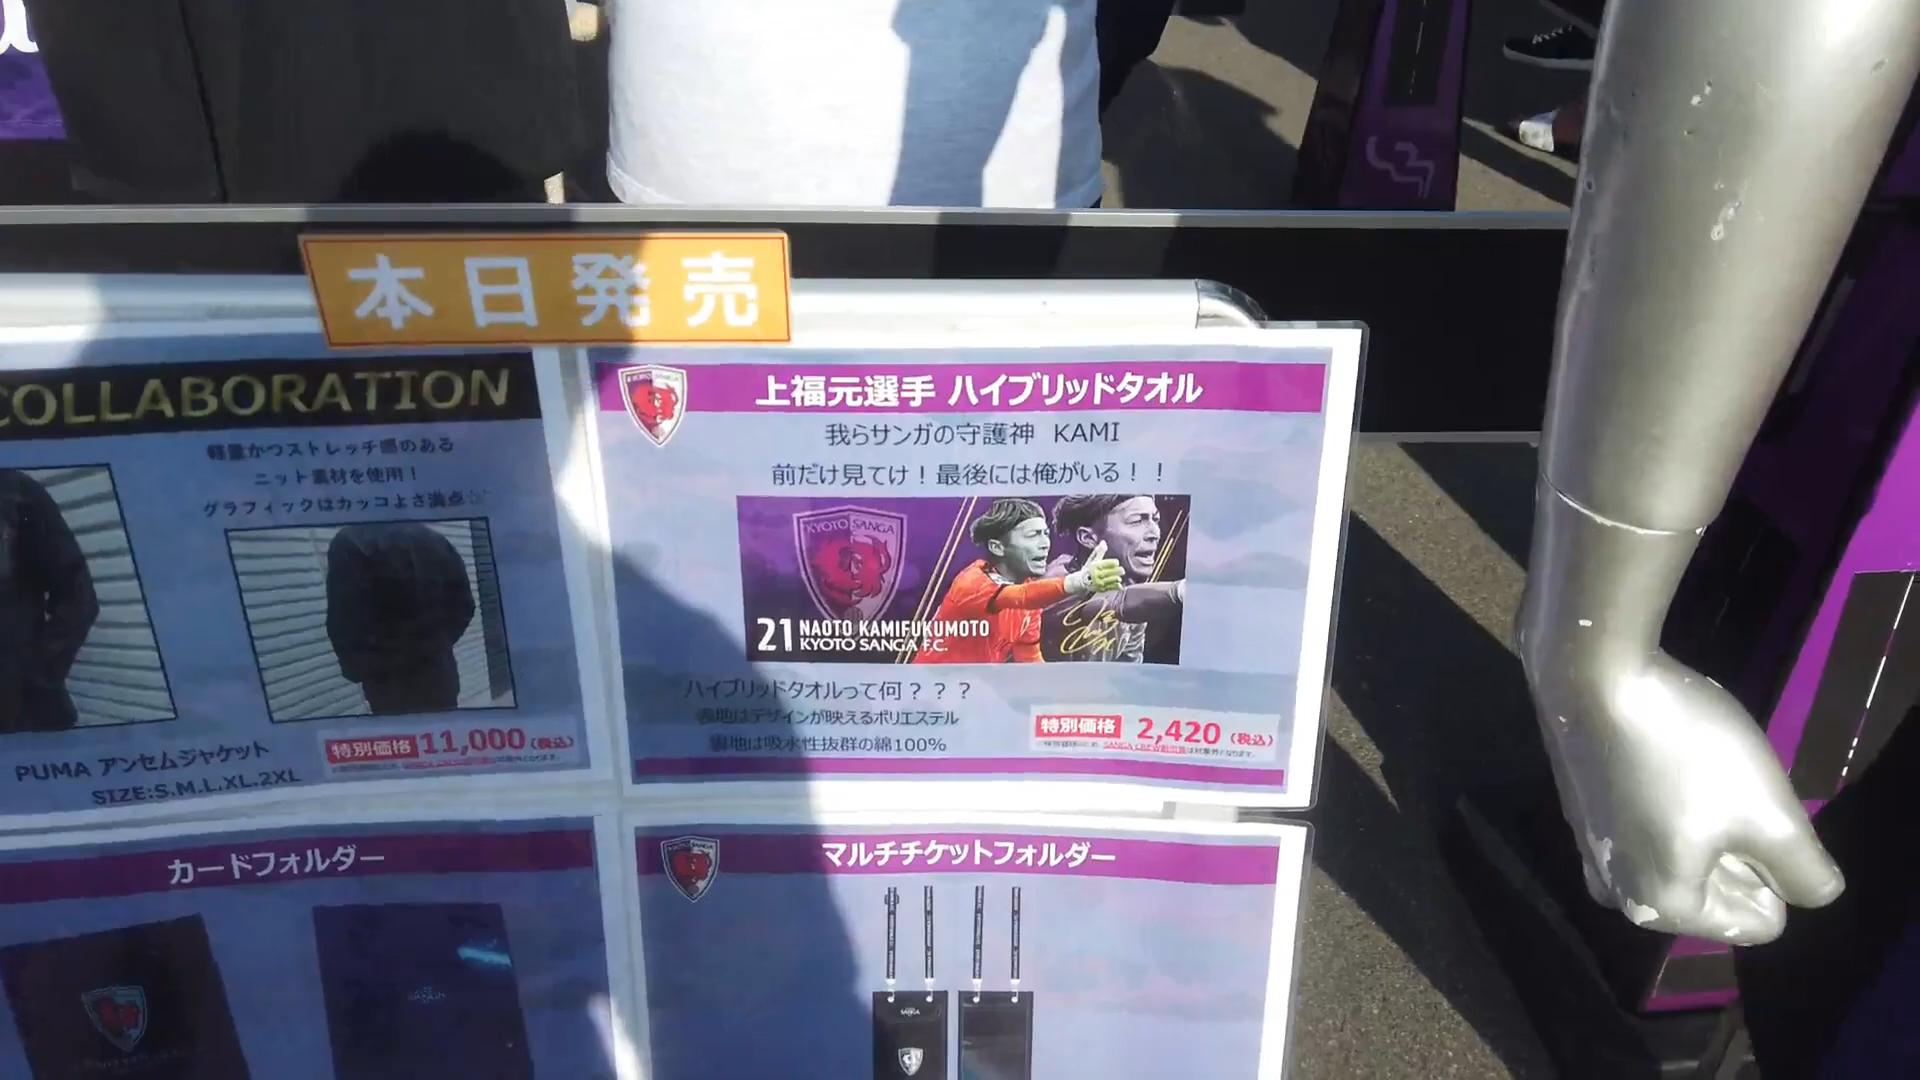 本日発売
COLLABORATION
軽量かつストレッチ感のある
ニット素材を使用！
グラフィックはカッコよさ満点☆
PUMA アンセムジャケット
SIZE:S.M.L.XL.2XL
特別価格 11,000（税込）
上福元選手 ハイブリッドタオル
我らサンガの守護神 KAMI
前だけ見てけ！最後には俺がいる！！
KYOTO SANGA
21 NAOTO KAMIFUKUMOTO
KYOTO SANGA F.C.
ハイブリッドタオルって何？？？
表地はデザインが映えるポリエステル
裏地は吸水性抜群の綿100%
特別価格 2,420（税込）
カードフォルダー
マルチチケットフォルダー
SANGA